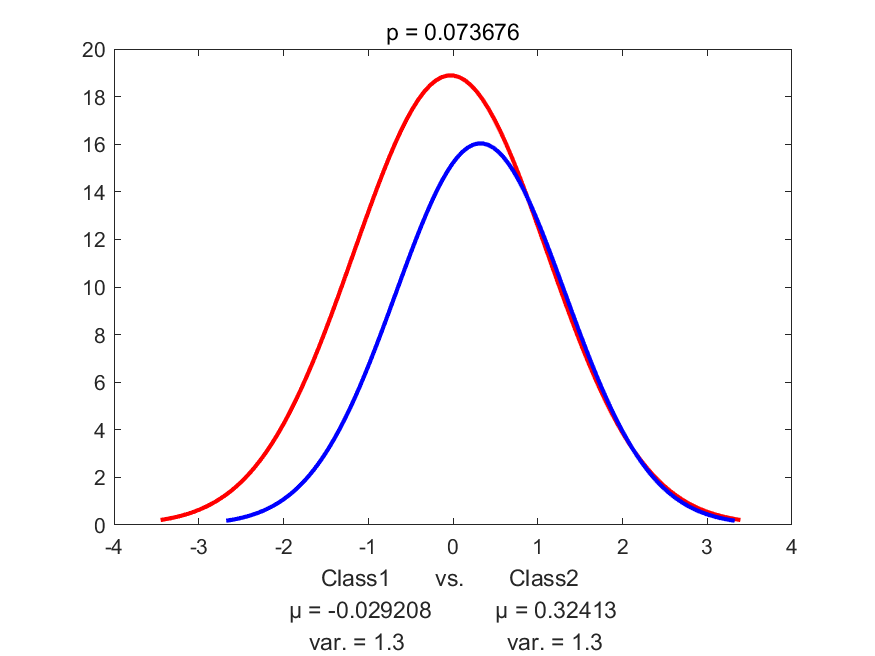 p = 0.073676
20
18
16
14
12
10
8
6
4
2
0
-4 -3 -2 -1 0 1 2 3 4
Class1 vs. Class2
μ = -0.029208 μ = 0.32413
var. = 1.3 var. = 1.3